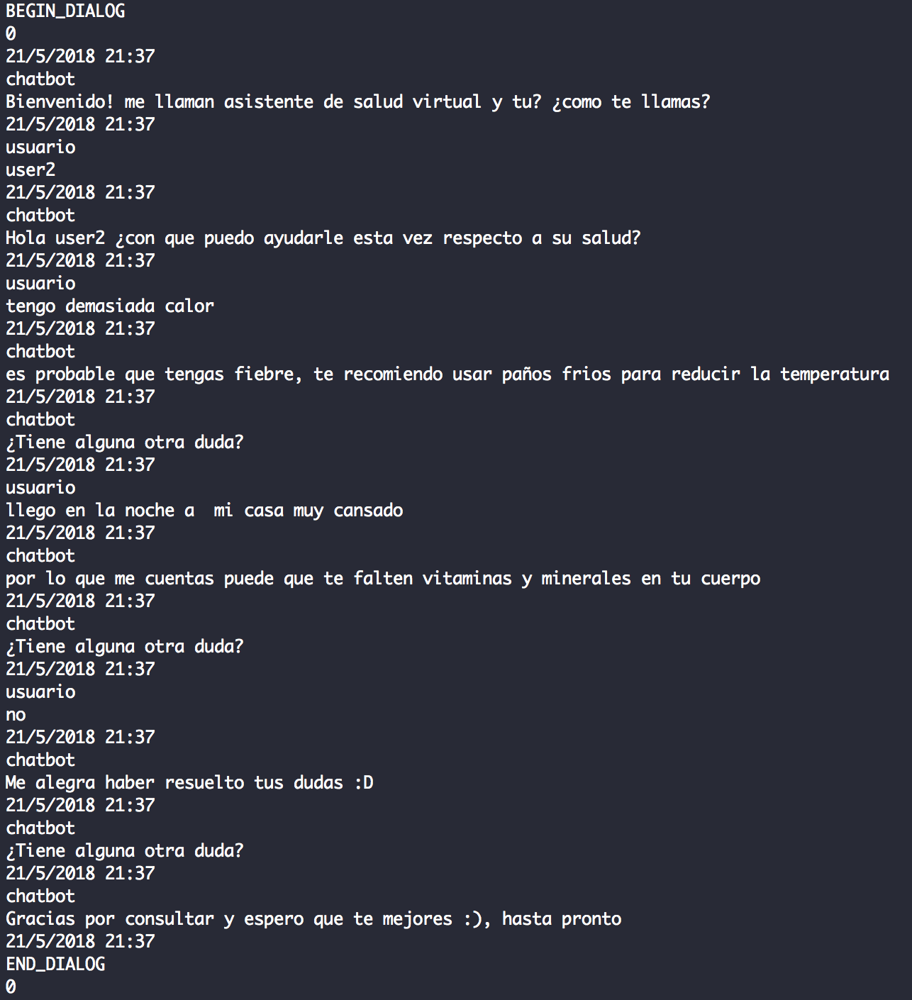 BEGIN_DIALOG
0
21/5/2018 21:37
chatbot
Bienvenido! me llaman asistente de salud virtual y tu? ¿como te llamas?
21/5/2018 21:37
usuario
user2
21/5/2018 21:37
chatbot
Hola user2 ¿con que puedo ayudarle esta vez respecto a su salud?
21/5/2018 21:37
usuario
tengo demasiada calor
21/5/2018 21:37
chatbot
es probable que tengas fiebre, te recomiendo usar paños frios para reducir la temperatura
21/5/2018 21:37
chatbot
¿Tiene alguna otra duda?
21/5/2018 21:37
usuario
llego en la noche a  mi casa muy cansado
21/5/2018 21:37
chatbot
por lo que me cuentas puede que te falten vitaminas y minerales en tu cuerpo
21/5/2018 21:37
chatbot
¿Tiene alguna otra duda?
21/5/2018 21:37
usuario
no
21/5/2018 21:37
chatbot
Me alegra haber resuelto tus dudas :D
21/5/2018 21:37
chatbot
¿Tiene alguna otra duda?
21/5/2018 21:37
chatbot
Gracias por consultar y espero que te mejores :), hasta pronto
21/5/2018 21:37
END_DIALOG
0